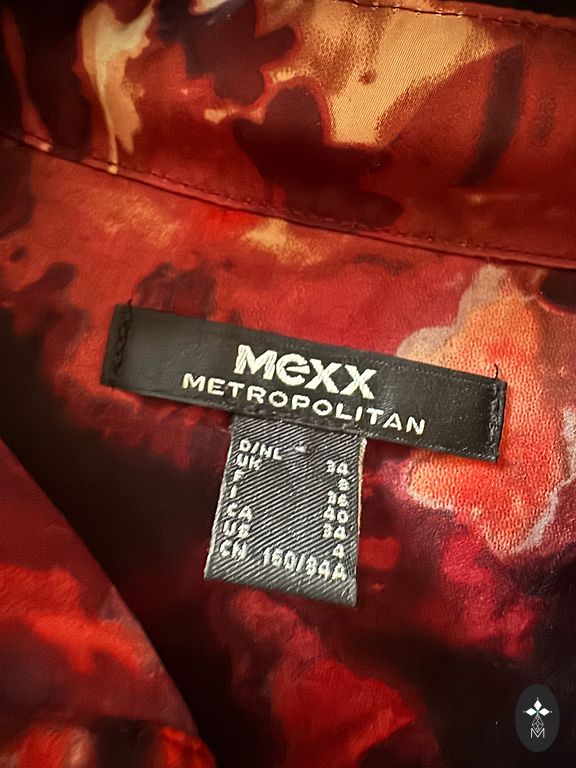 Mexx
METROPOLITAN
D/NL - 34
UK 8
F 36
I 40
CA 34
US 4
CN 160/84A
M